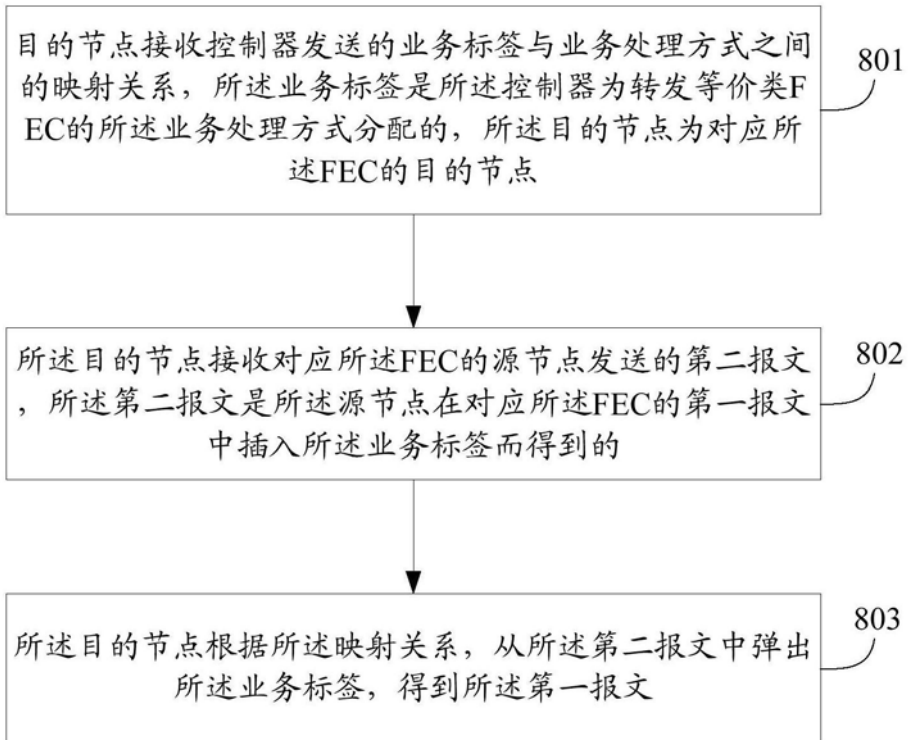 目的节点接收控制器发送的业务标签与业务处理方式之间
的映射关系，所述业务标签是所述控制器为转发等价类F
EC的所述业务处理方式分配的，所述目的节点为对应所
述FEC的目的节点
801
所述目的节点接收对应所述FEC的源节点发送的第二报文
，所述第二报文是所述源节点在对应所述FEC的第一报文
中插入所述业务标签而得到的
802
所述目的节点根据所述映射关系，从所述第二报文中弹出
所述业务标签，得到所述第一报文
803